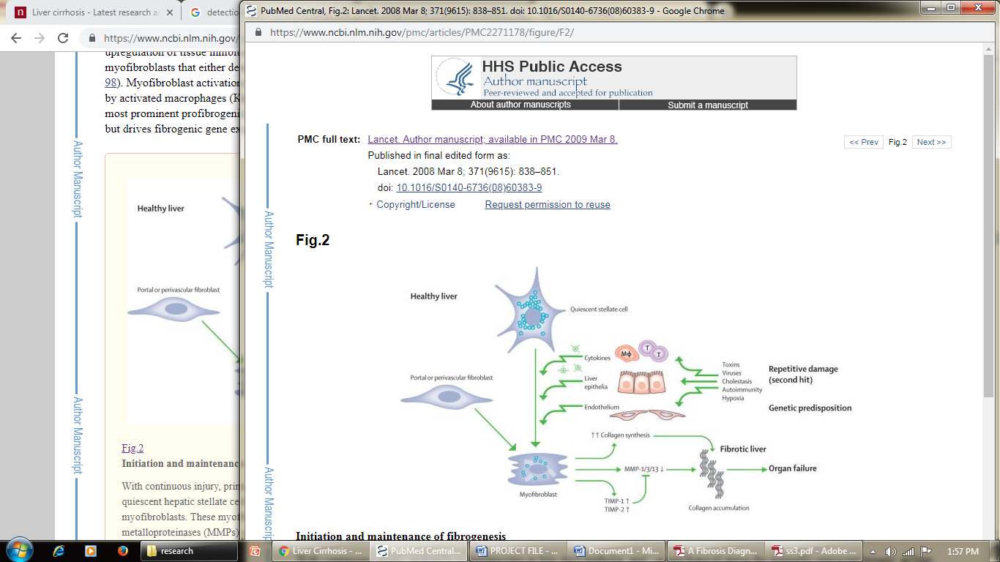 Liver cirrhosis - Latest research a
detectio
PubMed Central, Fig.2: Lancet. 2008 Mar 8; 371(9615): 838–851. doi: 10.1016/S0140-6736(08)60383-9 - Google Chrome
https://www.ncbi.nlm.nih.gov/
https://www.ncbi.nlm.nih.gov/pmc/articles/PMC2271178/figure/F2/
upregulation of tissue
myofibroblasts that either de
98). Myofibroblast activation
by activated macrophages (K
most prominent profibrogeni
but drives fibrogenic gene ex
Author Manuscript
Healthy liver
Portal or perivascular fibroblast
Author Manuscript
Fig.2
Initiation and maintenanc
With continuous injury, prin
quiescent hepatic stellate ce
myofibroblasts. These myof
metalloproteinases (MMPs)
HHS Public Access
Author manuscript
Peer-reviewed and accepted for publication
About author manuscripts
Submit a manuscript
PMC full text: Lancet. Author manuscript; available in PMC 2009 Mar 8.
<< Prev Fig.2 Next >>
Published in final edited form as:
Lancet. 2008 Mar 8; 371(9615): 838–851.
doi: 10.1016/S0140-6736(08)60383-9
Copyright/License Request permission to reuse
Author Manuscript
Fig.2
Healthy liver
Quiescent stellate cell
Cytokines
MΦ
T
T
Liver
epithelia
Portal or perivascular fibroblast
Endothelium
Toxins
Viruses
Cholestasis
Autoimmunity
Hypoxia
Repetitive damage
(second hit)
Genetic predisposition
↑↑ Collagen synthesis
Fibrotic liver
MMP-1/3/13 ↓
Organ failure
Myofibroblast
TIMP-1 ↑
TIMP-2 ↑
Collagen accumulation
Author Manuscript
Initiation and maintenance of fibrogenesis
research
Liver Cirrhosis - ...
PubMed Central...
PROJECT FILE - ...
Document1 - Mi...
A Fibrosis Diagn...
ss3.pdf - Adobe ...
1:57 PM